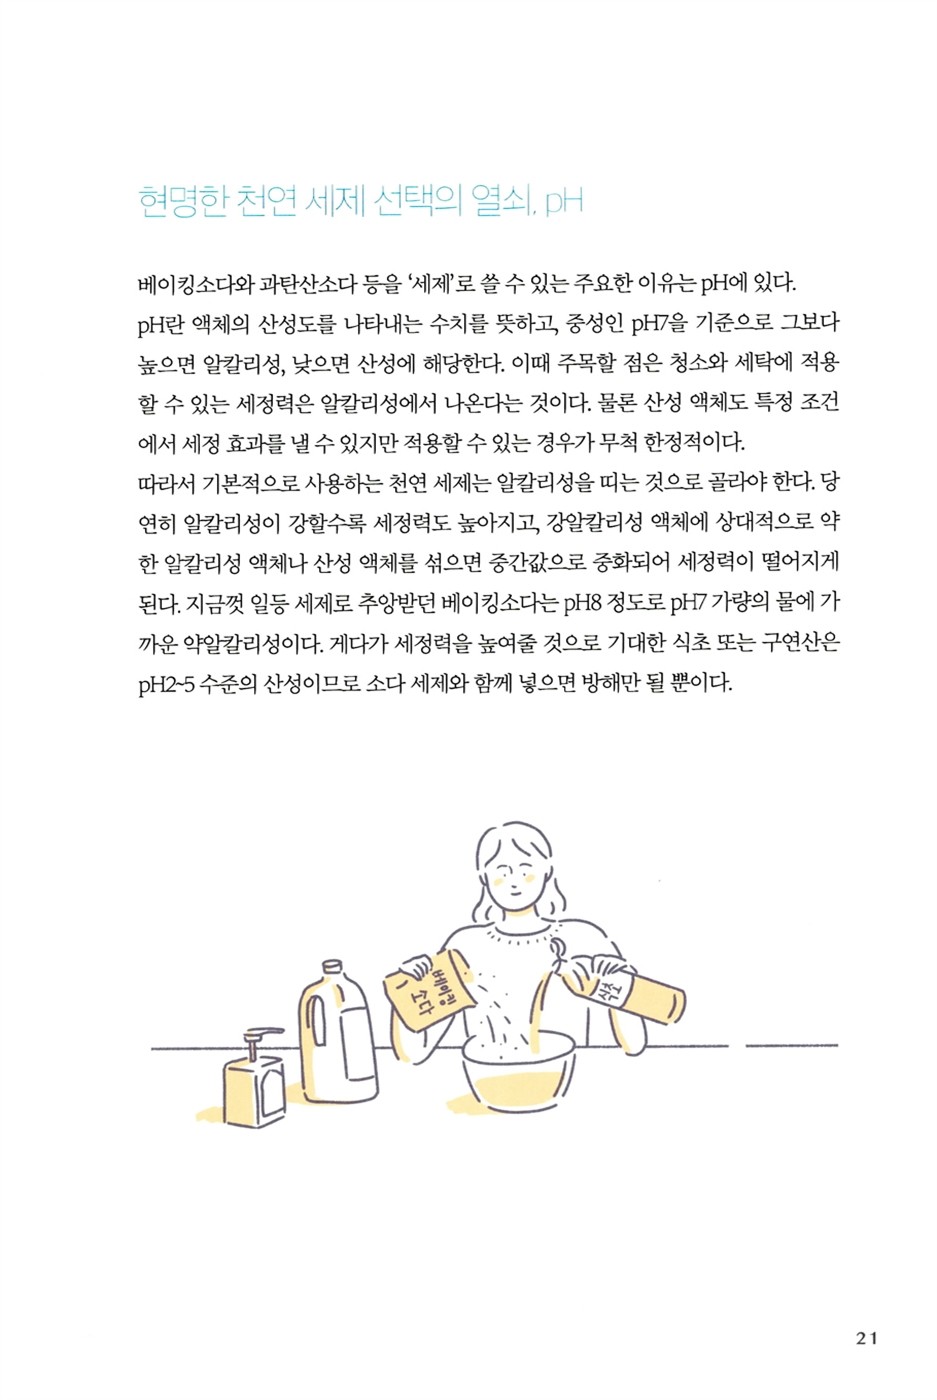 현명한 천연 세제 선택의 열쇠, pH
베이킹소다와 과탄산소다 등을 ‘세제’로 쓸 수 있는 주요한 이유는 pH에 있다.
pH란 액체의 산성도를 나타내는 수치를 뜻하고, 중성인 pH7을 기준으로 그보다
높으면 알칼리성, 낮으면 산성에 해당한다. 이때 주목할 점은 청소와 세탁에 적용
할 수 있는 세정력은 알칼리성에서 나온다는 것이다. 물론 산성 액체도 특정 조건
에서 세정 효과를 낼 수 있지만 적용할 수 있는 경우가 무척 한정적이다.
따라서 기본적으로 사용하는 천연 세제는 알칼리성을 띠는 것으로 골라야 한다. 당
연히 알칼리성이 강할수록 세정력도 높아지고, 강알칼리성 액체에 상대적으로 약
한 알칼리성 액체나 산성 액체를 섞으면 중간값으로 중화되어 세정력이 떨어지게
된다. 지금껏 일등 세제로 추앙받던 베이킹소다는 pH8 정도로 pH7 가량의 물에 가
까운 약알칼리성이다. 게다가 세정력을 높여줄 것으로 기대한 식초 또는 구연산은
pH2~5 수준의 산성이므로 소다 세제와 함께 넣으면 방해만 될 뿐이다.
베이킹
소다
식초
21